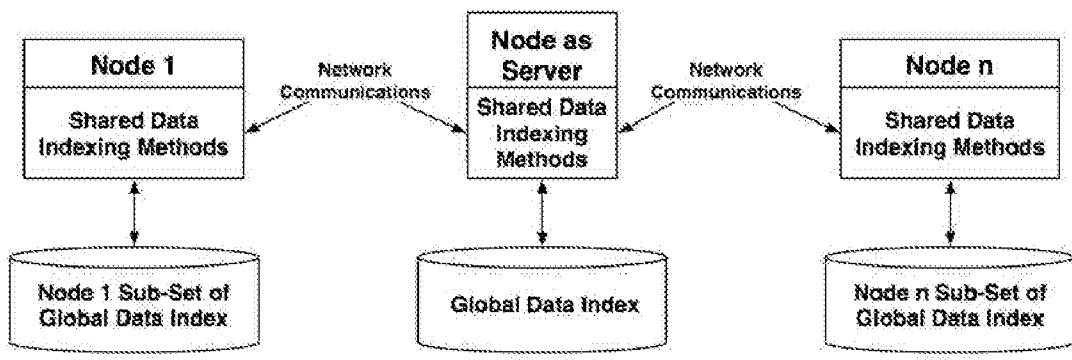 Node 1
Shared Data
Indexing Methods
Node 1 Sub-Set of
Global Data Index
Network
Communications
Node as
Server
Shared Data
Indexing
Methods
Global Data Index
Network
Communications
Node n
Shared Data
Indexing Methods
Node n Sub-Set of
Global Data Index